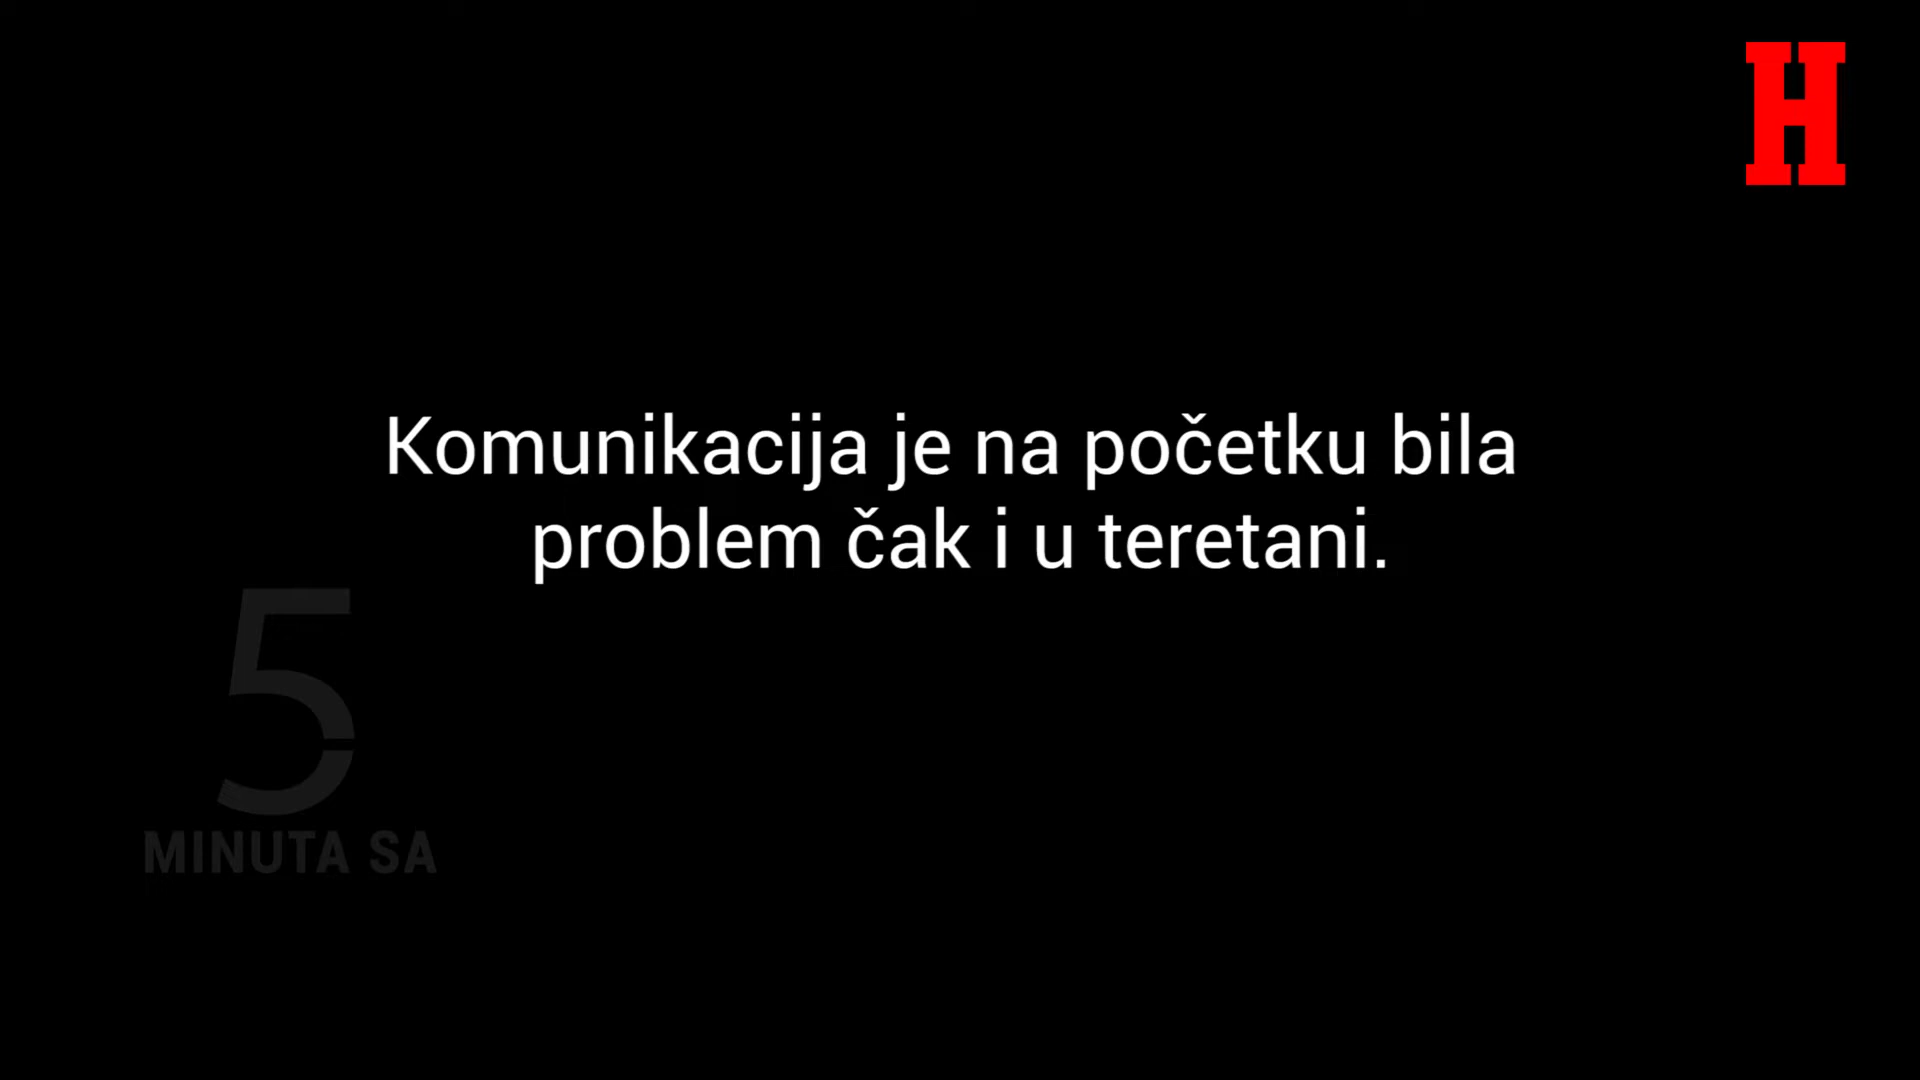 H
Komunikacija je na početku bila
problem čak i u teretani.
5
MINUTA SA